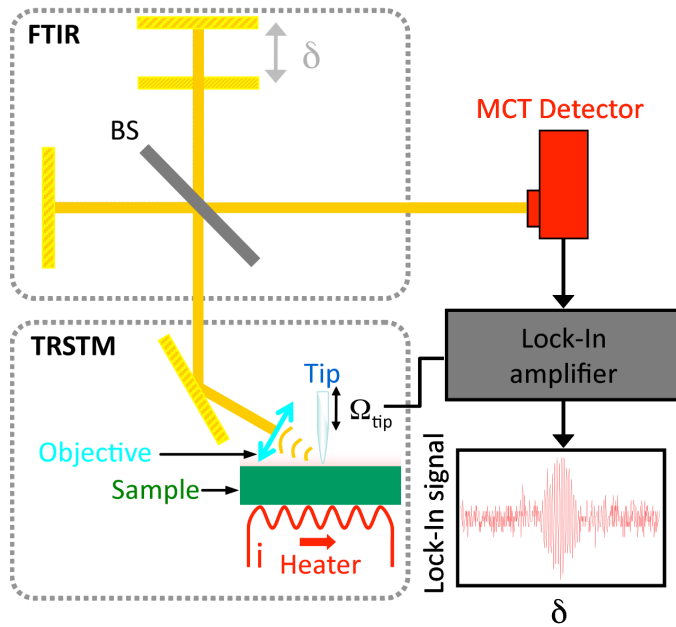 FTIR
δ
BS
MCT Detector
TRSTM
Tip
Ω tip
Lock-In
amplifier
Objective
Sample
i
Heater
Lock-In signal
δ